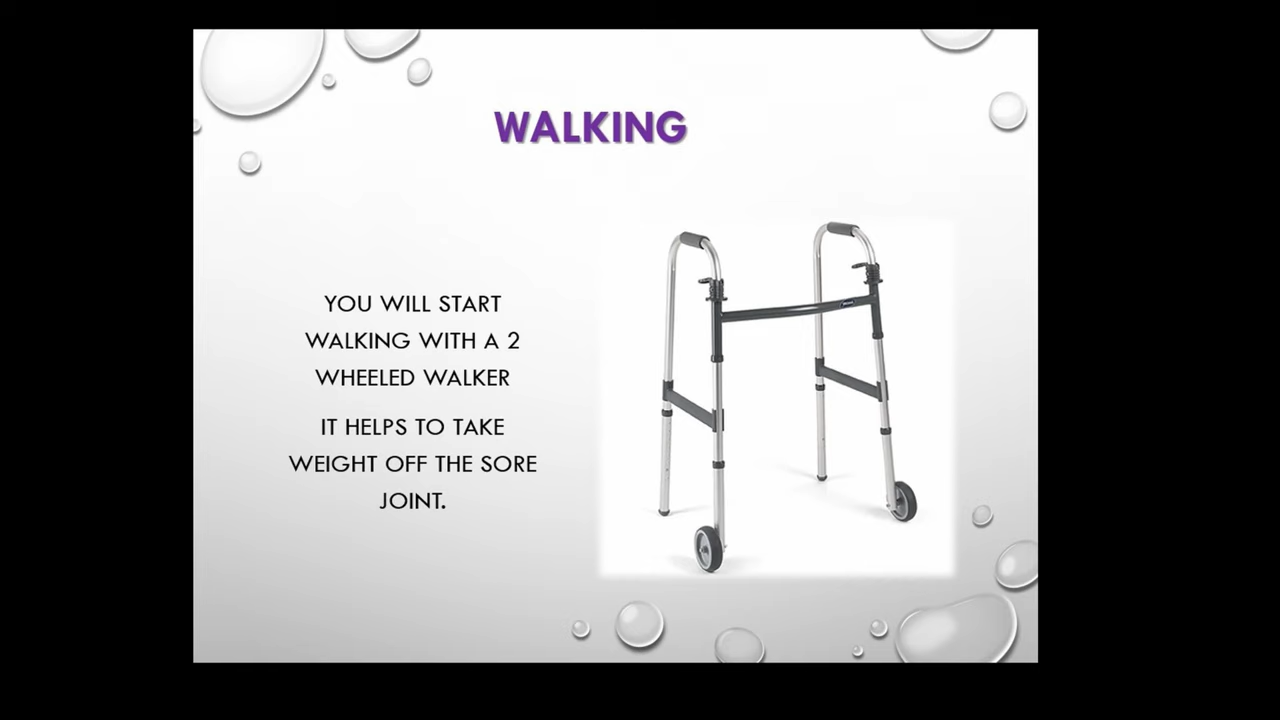 WALKING
YOU WILL START
WALKING WITH A 2
WHEELED WALKER
IT HELPS TO TAKE
WEIGHT OFF THE SORE
JOINT.